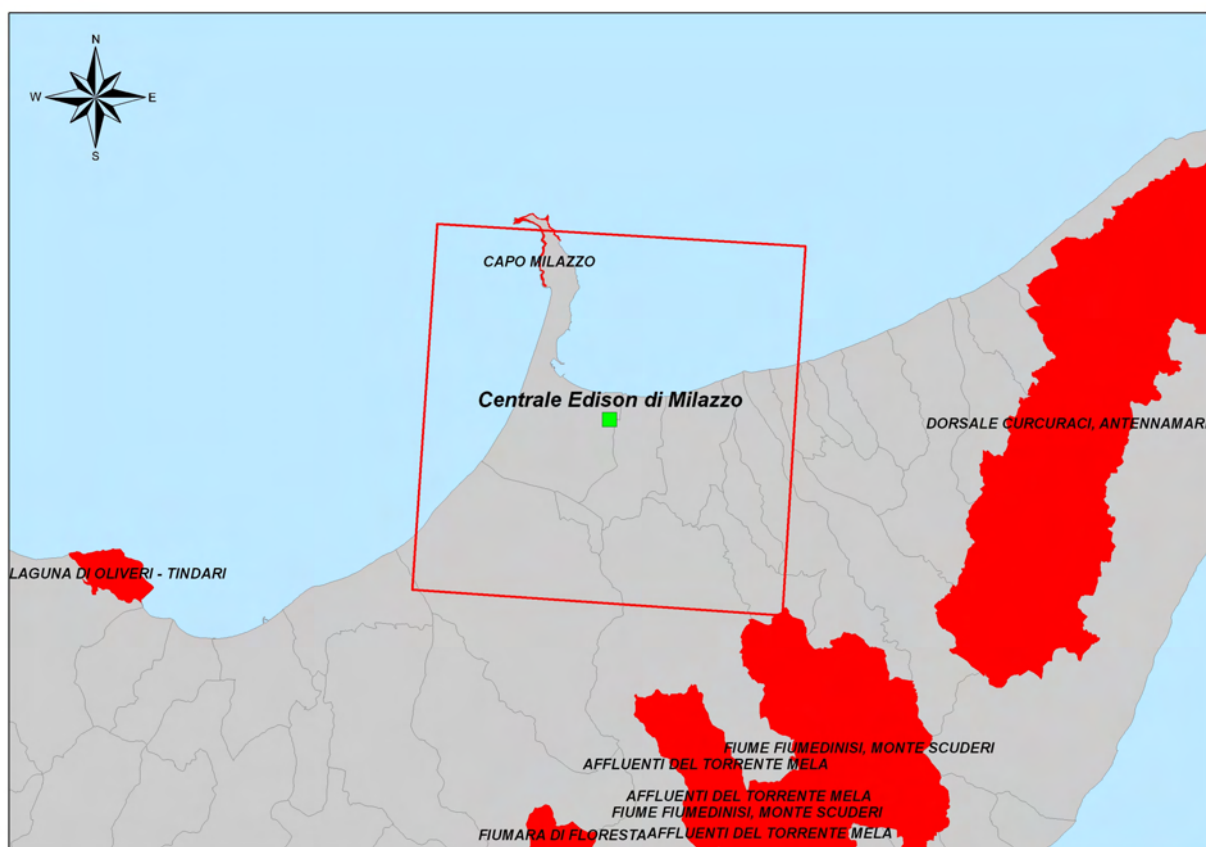 N
W E
S
CAPO MILAZZO
Centrale Edison di Milazzo
DORSALE CURCURACI, ANTENNAMAR
LAGUNA DI OLIVERI - TINDARI
FIUME FIUMEDINISI, MONTE SCUDERI
AFFLUENTI DEL TORRENTE MELA
AFFLUENTI DEL TORRENTE MELA
FIUME FIUMEDINISI, MONTE SCUDERI
FIUMARA DI FLORESTA AFFLUENTI DEL TORRENTE MELA